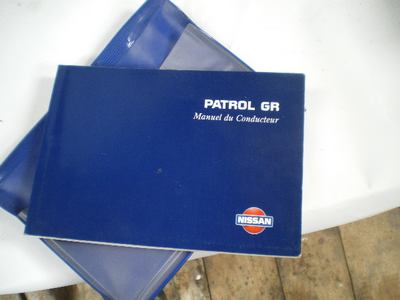 PATROL GR
Manuel du Conducteur
NISSAN